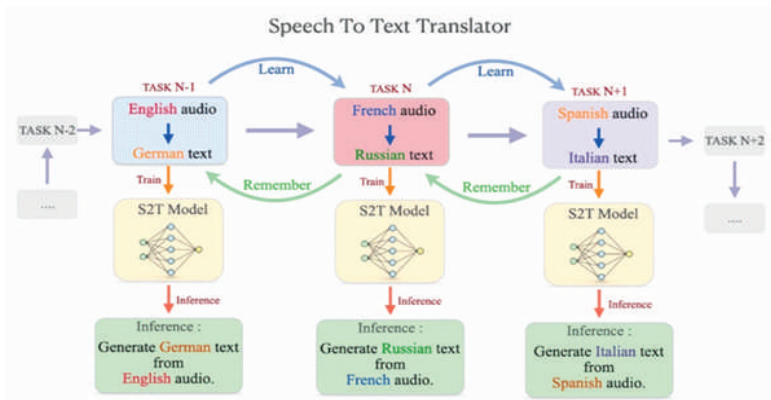 Speech To Text Translator
Learn
Learn
TASK N-1
TASK N
TASK N+1
English audio
French audio
Spanish audio
TASK N-2
TASK N+2
German text
Russian text
Italian text
Remember
Remember
Train
Train
Train
....
....
S2T Model
S2T Model
S2T Model
Inference
Inference
Inference
Inference :
Generate German text
from
English audio.
Inference :
Generate Russian text
from
French audio.
Inference :
Generate Italian text
from
Spanish audio.